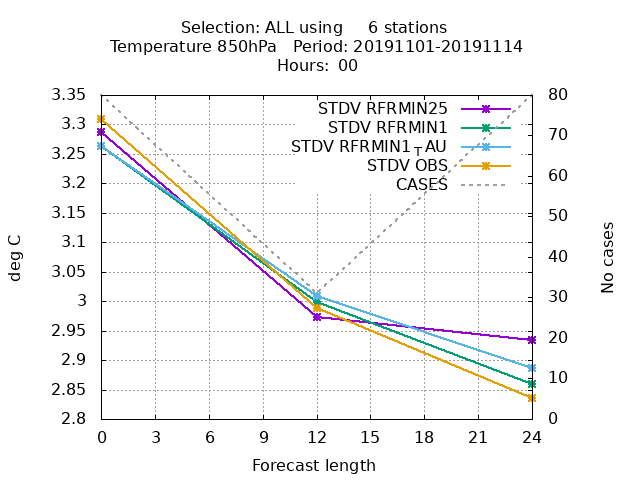 Selection: ALL using     6 stations
Temperature 850hPa   Period: 20191101-20191114
Hours:  00
3.35
3.3
3.25
3.2
3.15
3.1
3.05
3
2.95
2.9
2.85
2.8
deg C
STDV RFRMIN25
STDV RFRMIN1
STDV RFRMIN1TAU
STDV OBS
CASES
80
70
60
50
40
30
20
10
0
No cases
0 3 6 9 12 15 18 21 24
Forecast length